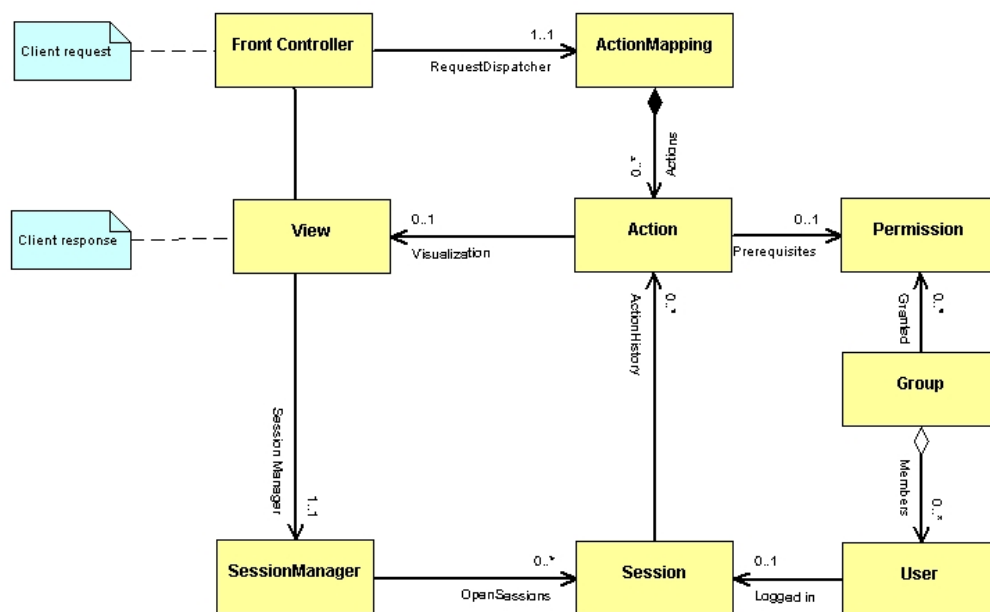 Client request
Front Controller
1..1
RequestDispatcher
ActionMapping
0..*
Actions
Client response
View
0..1
Visualization
Action
0..1
Prerequisites
Permission
ActionHistory
0..*
Granted
0..*
Group
Session Manager
1..1
Members
0..*
SessionManager
0..*
OpenSessions
Session
0..1
Logged in
User